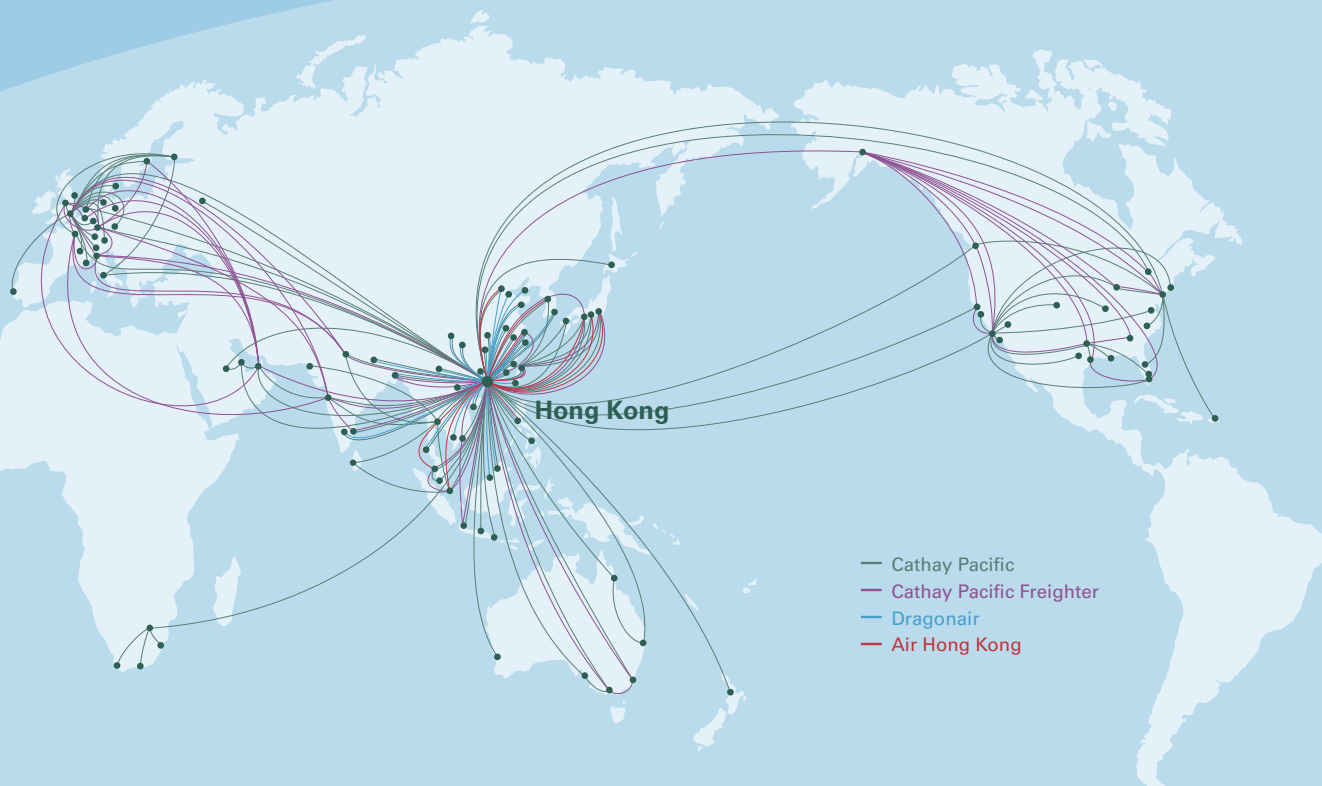 Hong Kong
Cathay Pacific
Cathay Pacific Freighter
Dragonair
Air Hong Kong